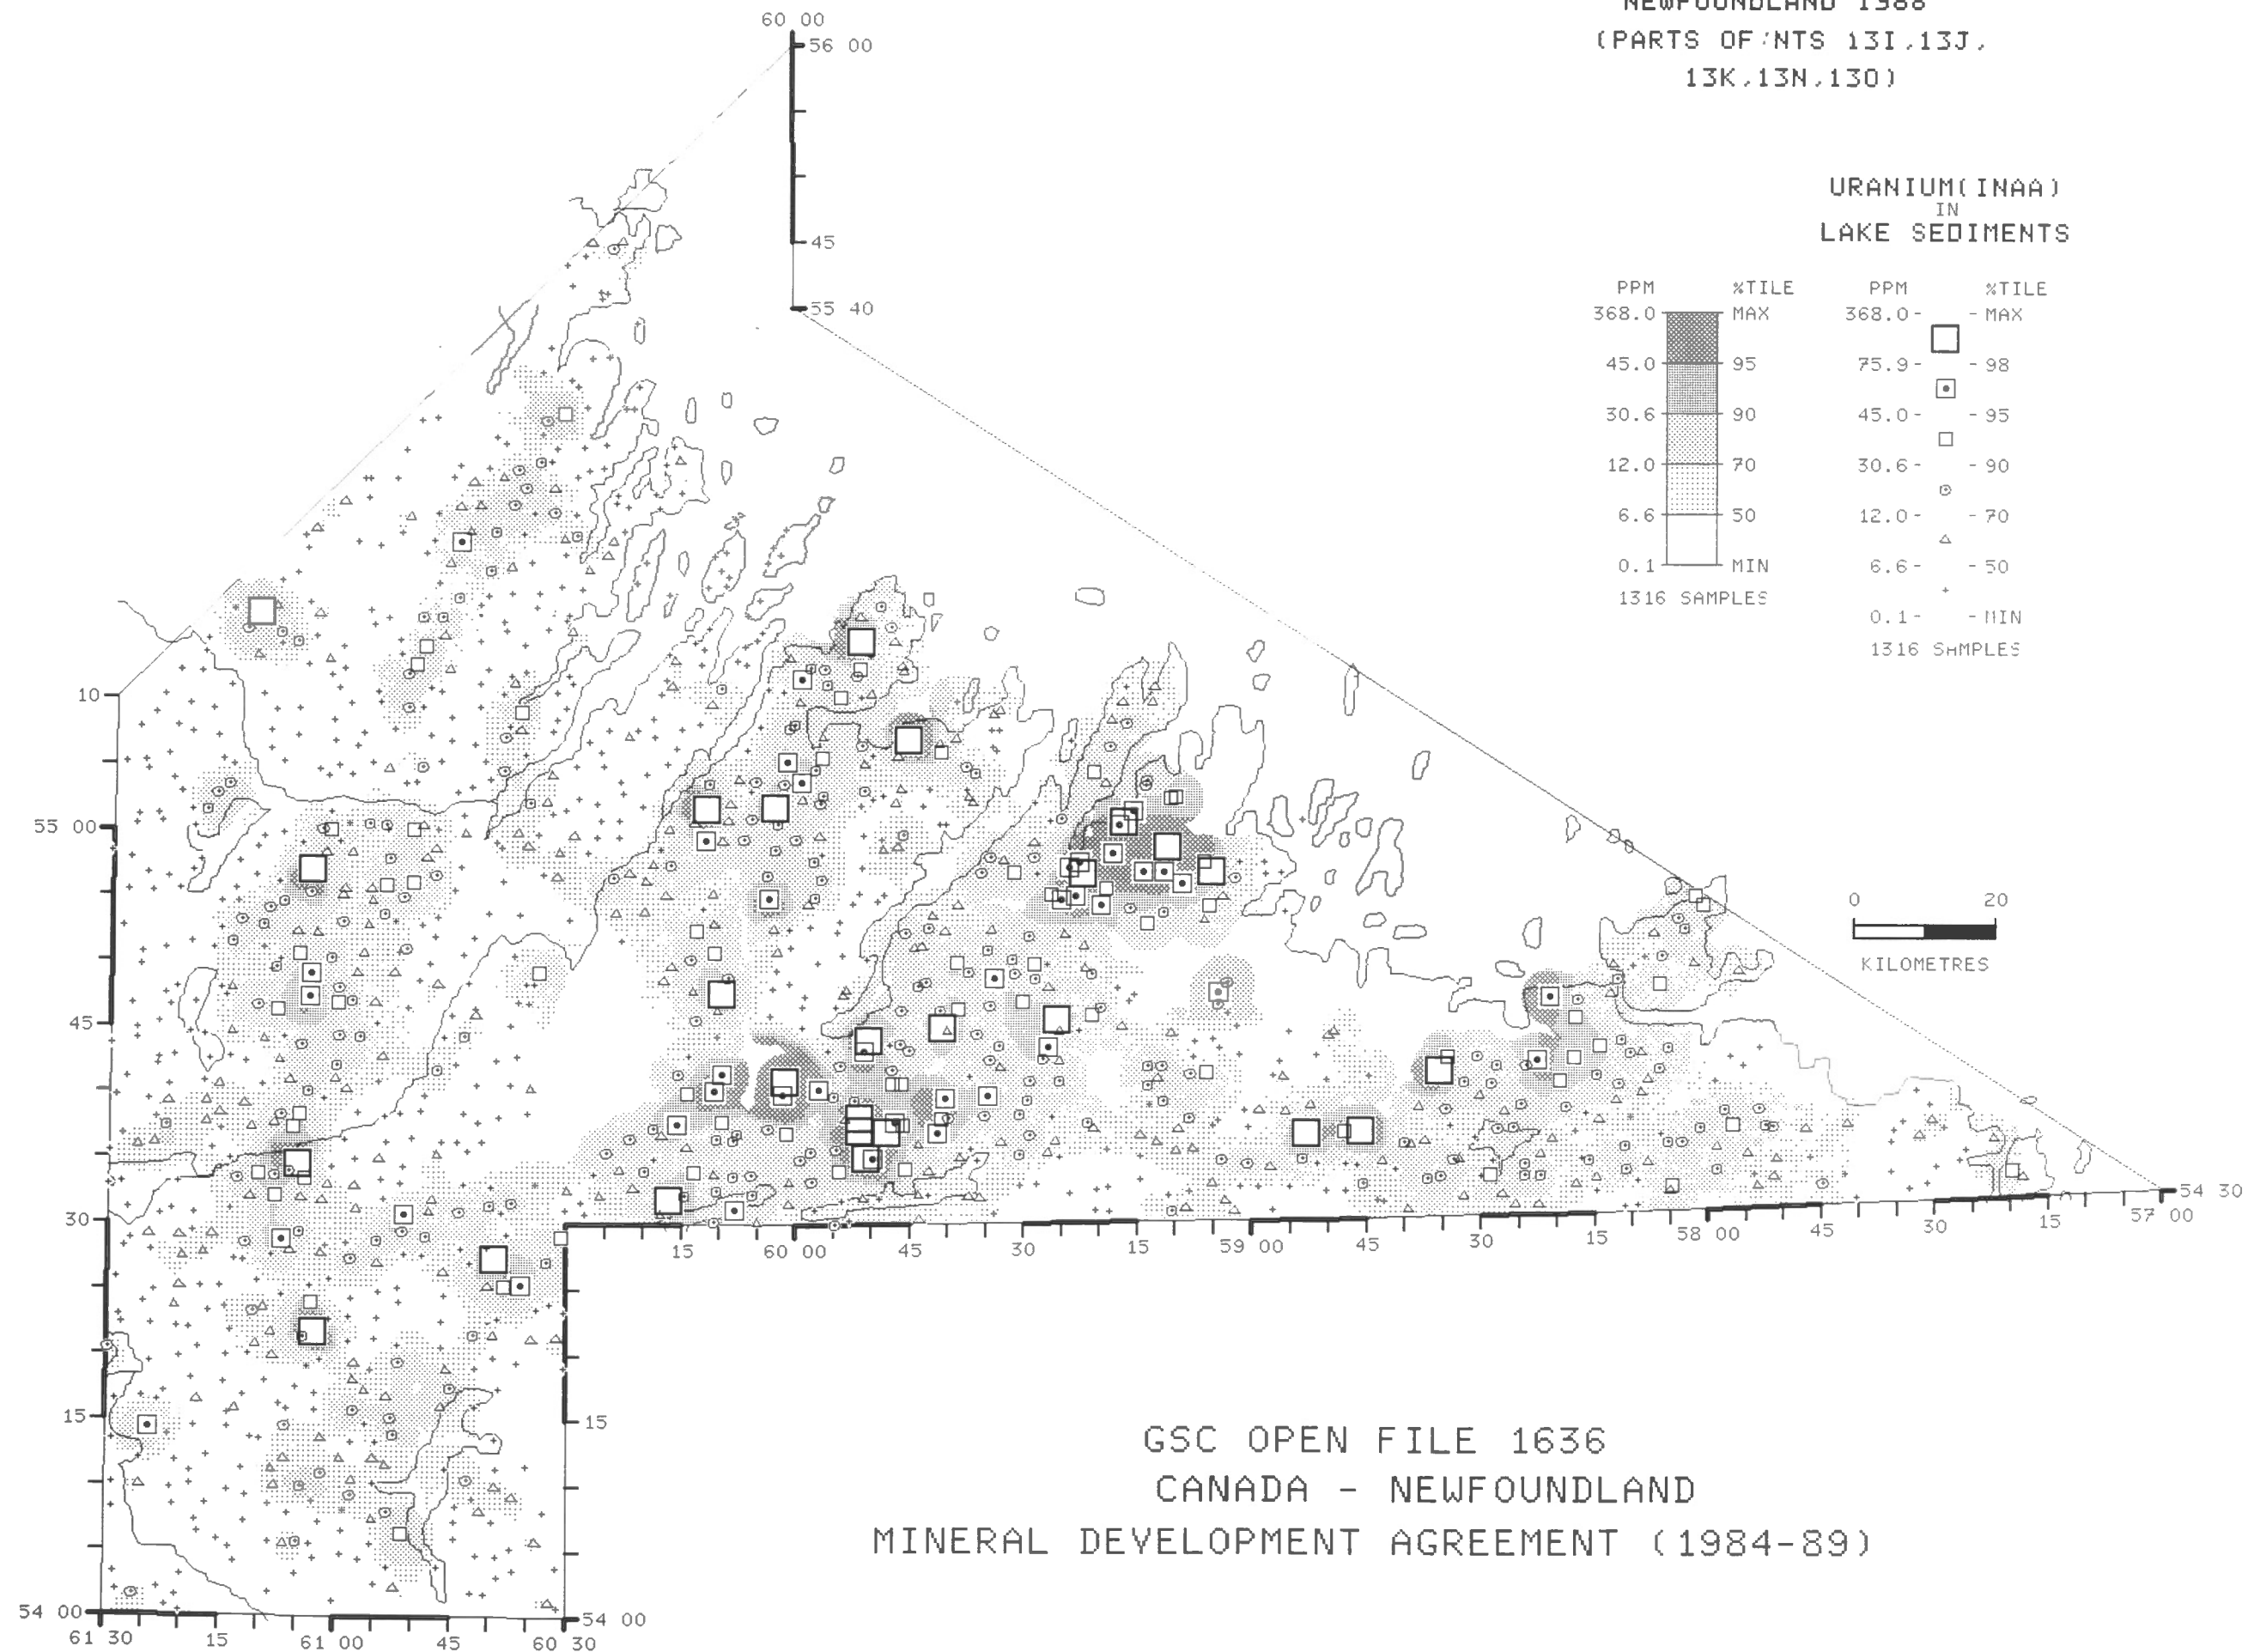 NEWFOUNDLAND 1988
(PARTS OF NTS 13I,13J,
13K,13N,13O)
60 00
56 00
45
55 40
URANIUM(INAA)
IN
LAKE SEDIMENTS
PPM %TILE PPM %TILE
368.0 MAX 368.0- - MAX
45.0 95 75.9- - 98
30.6 90 45.0- - 95
12.0 70 30.6- - 90
6.6 50 12.0- - 70
0.1 MIN 6.6- - 50
1316 SAMPLES 0.1- - MIN
1316 SAMPLES
10
55 00
0 20
KILOMETRES
45
30
15 60 00 45 30 15 59 00 45 30 15 58 00 45 30 15 57 00
54 30
15
15
GSC OPEN FILE 1636
CANADA - NEWFOUNDLAND
MINERAL DEVELOPMENT AGREEMENT (1984-89)
54 00
54 00
61 30 15 61 00 45 60 30